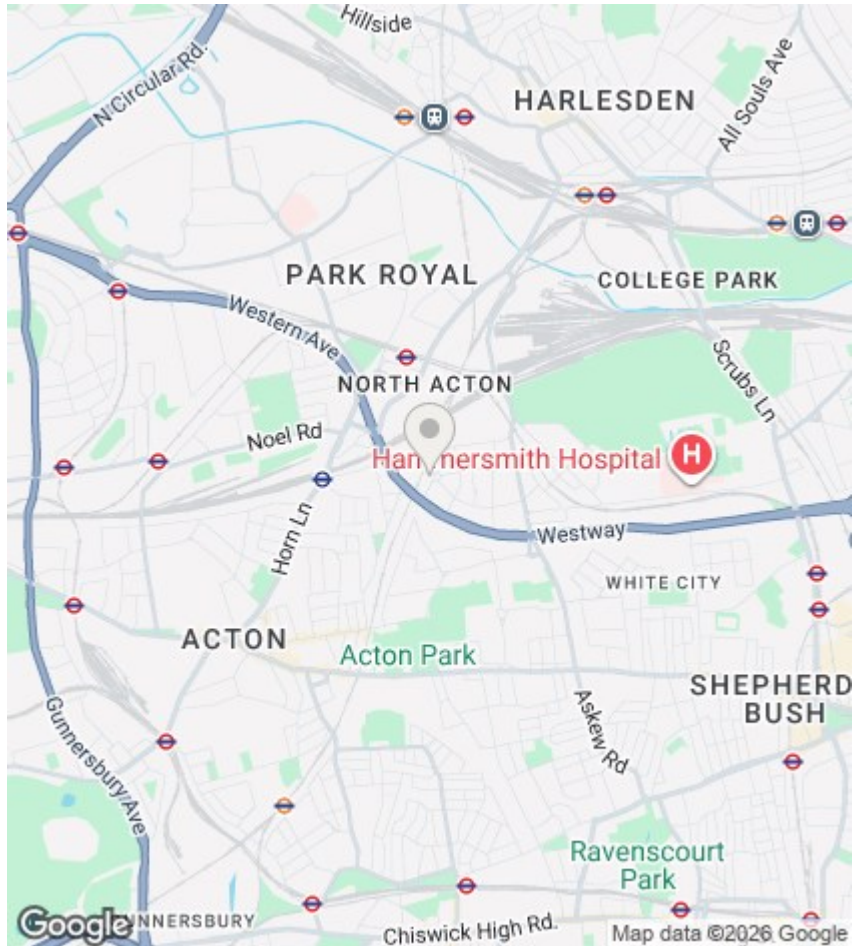 Hillside
N Circular Rd.
HARLESDEN
All Souls Ave
PARK ROYAL
COLLEGE PARK
Western Ave
Scrubs Ln
NORTH ACTON
Noel Rd
Hammersmith Hospital
H
Horn Ln
Westway
WHITE CITY
ACTON
Acton Park
SHEPHERD
BUSH
Askew Rd
Gunnersbury Ave
Ravenscourt
Park
Google
GUNNERSBURY
Chiswick High Rd.
Map data ©2026 Google